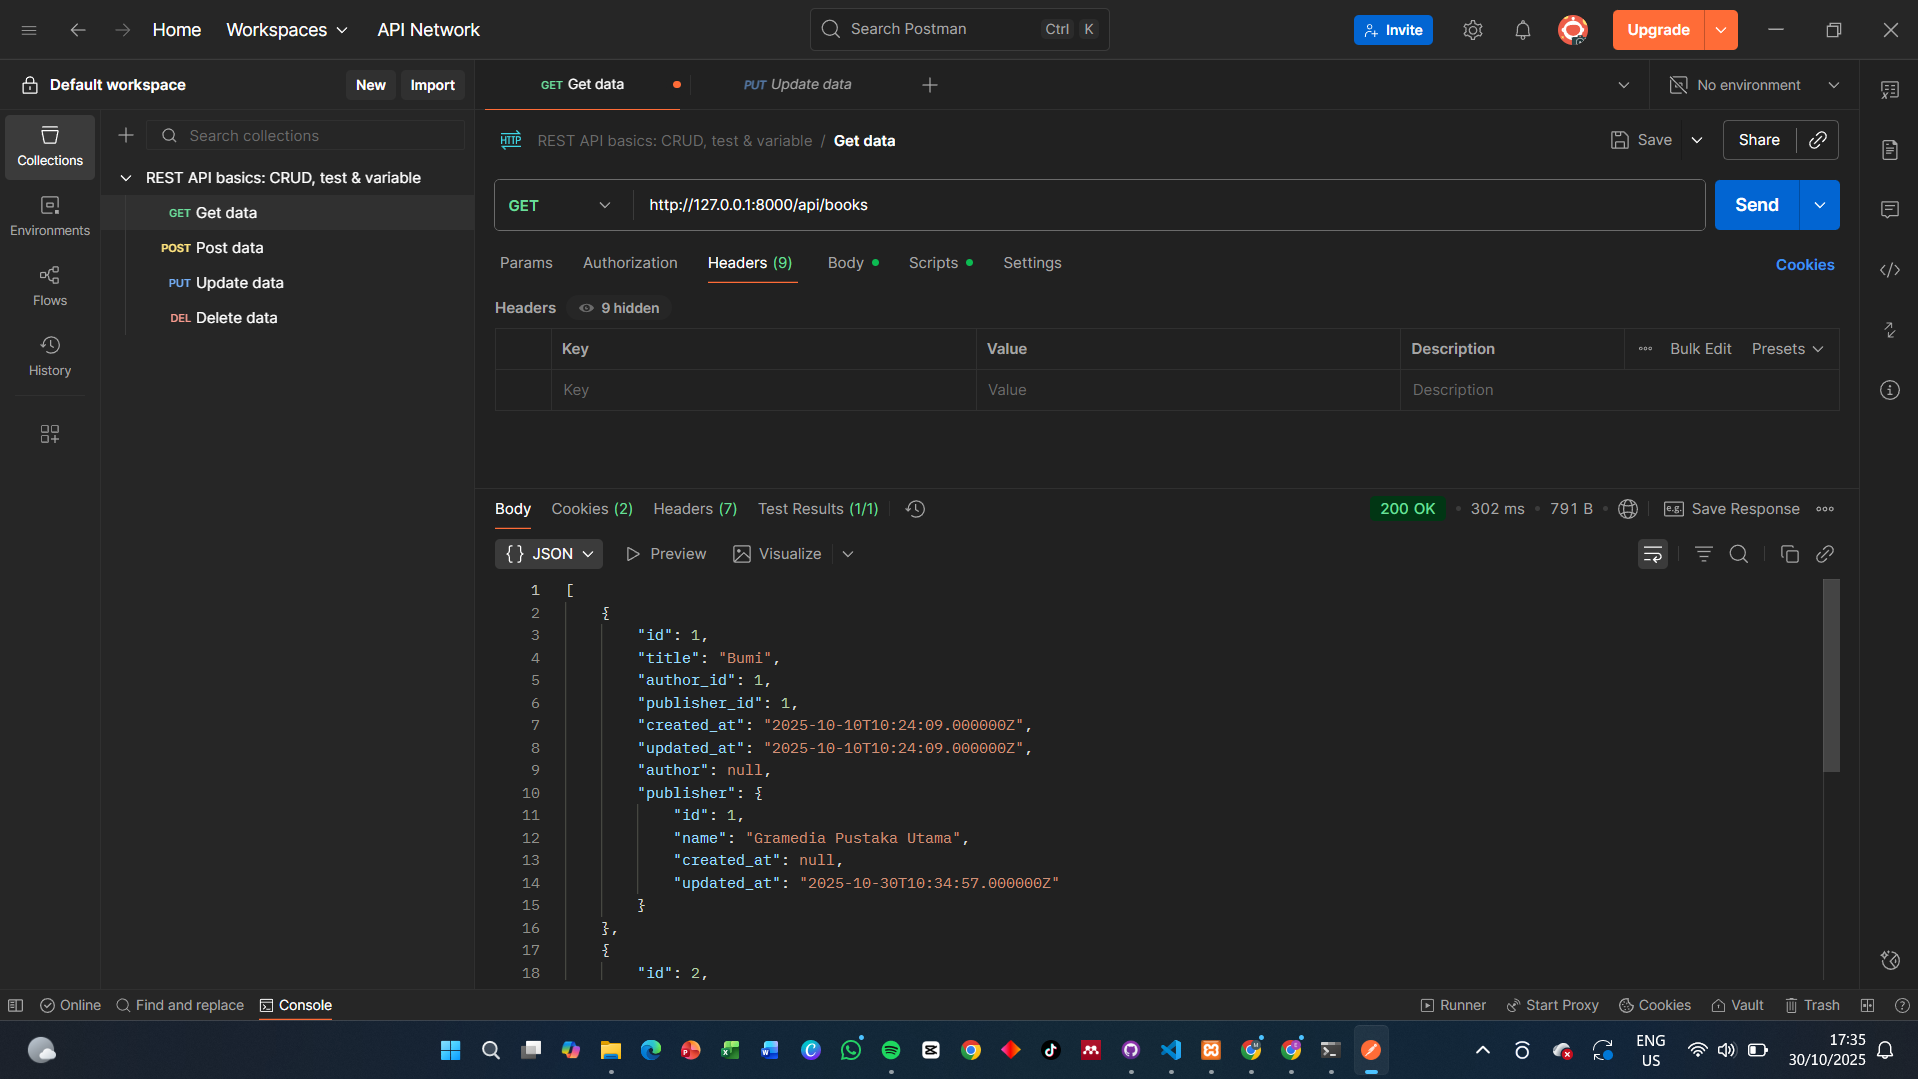 Home
Workspaces
API Network
Search Postman
Ctrl K
Invite
Upgrade
Default workspace
New
Import
GET Get data
PUT Update data
No environment
Collections
Environments
Flows
History
Search collections
REST API basics: CRUD, test & variable
GET Get data
POST Post data
PUT Update data
DEL Delete data
HTTP REST API basics: CRUD, test & variable / Get data
Save
Share
GET
http://127.0.0.1:8000/api/books
Send
Params
Authorization
Headers (9)
Body
Scripts
Settings
Cookies
Headers
9 hidden
Key
Value
Description
Bulk Edit
Presets
Key
Value
Description
Body
Cookies (2)
Headers (7)
Test Results (1/1)
200 OK
302 ms
791 B
e.g. Save Response
{} JSON
Preview
Visualize
1 [
2 {
3 "id": 1,
4 "title": "Bumi",
5 "author_id": 1,
6 "publisher_id": 1,
7 "created_at": "2025-10-10T10:24:09.000000Z",
8 "updated_at": "2025-10-10T10:24:09.000000Z",
9 "author": null,
10 "publisher": {
11 "id": 1,
12 "name": "Gramedia Pustaka Utama",
13 "created_at": null,
14 "updated_at": "2025-10-30T10:34:57.000000Z"
15 }
16 },
17 {
18 "id": 2,
Online
Find and replace
Console
Runner
Start Proxy
Cookies
Vault
Trash
ENG
US
17:35
30/10/2025